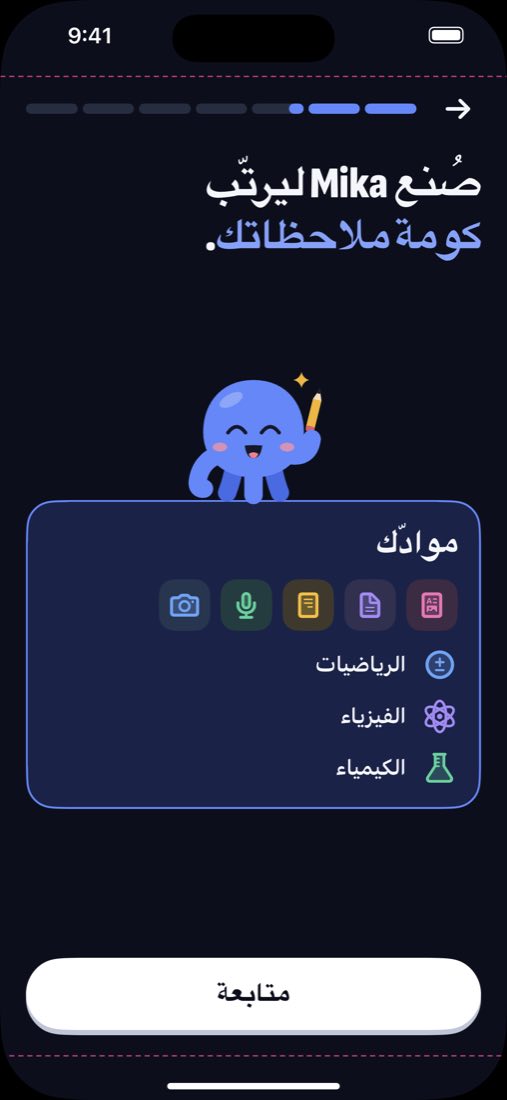 9:41
صُنع Mika ليرتّب
كومة ملاحظاتك.
موادّك
الرياضيات
الفيزياء
الكيمياء
متابعة